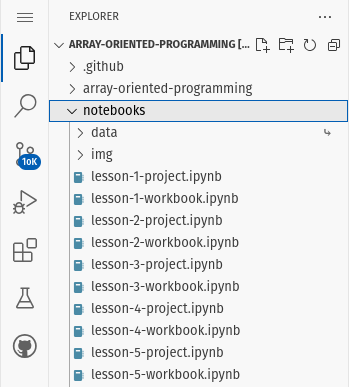 EXPLORER
ARRAY-ORIENTED-PROGRAMMING [...
.github
array-oriented-programming
notebooks
data
img
10K
lesson-1-project.ipynb
lesson-1-workbook.ipynb
lesson-2-project.ipynb
lesson-2-workbook.ipynb
lesson-3-project.ipynb
lesson-3-workbook.ipynb
lesson-4-project.ipynb
lesson-4-workbook.ipynb
lesson-5-project.ipynb
lesson-5-workbook.ipynb